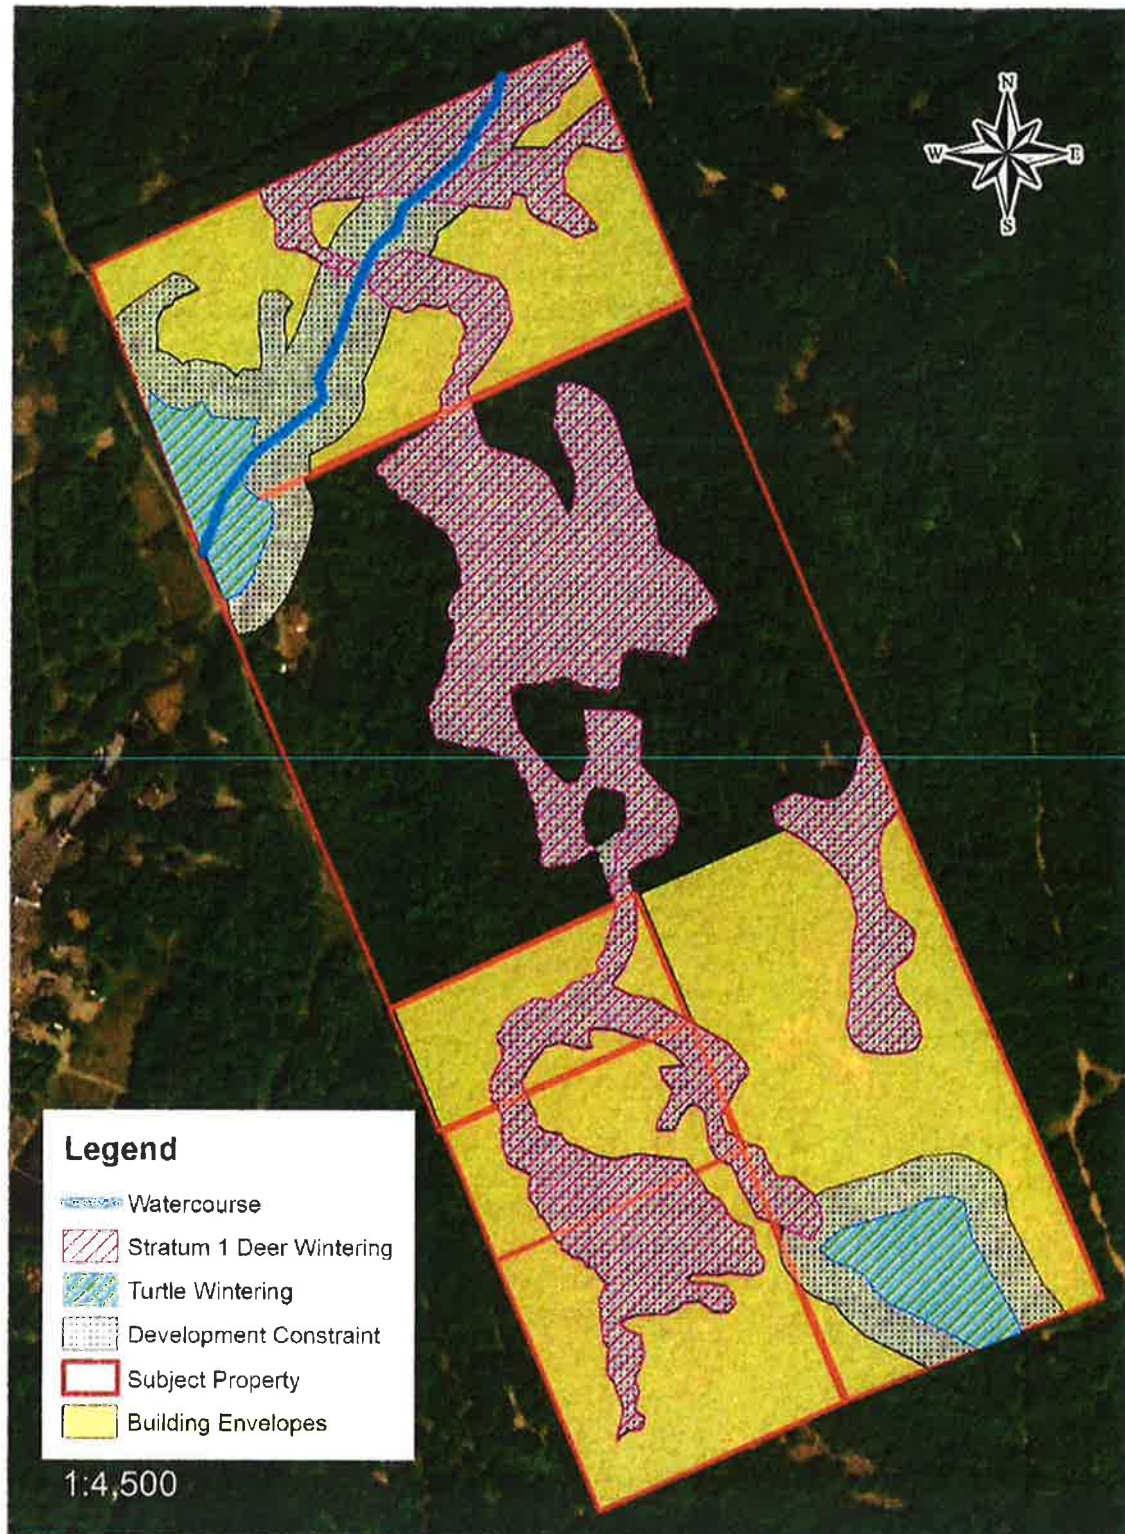 N
W E
S
Legend
Watercourse
Stratum 1 Deer Wintering
Turtle Wintering
Development Constraint
Subject Property
Building Envelopes
1:4,500